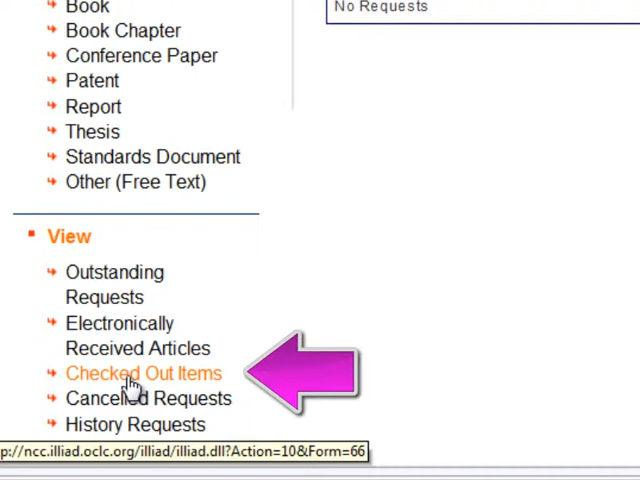 Book
Book Chapter
Conference Paper
Patent
Report
Thesis
Standards Document
Other (Free Text)
View
Outstanding
Requests
Electronically
Received Articles
Checked Out Items
Cancelled Requests
History Requests
p://ncc.illiad.oclc.org/illiad/illiad.dll?Action=10&Form=66
No Requests